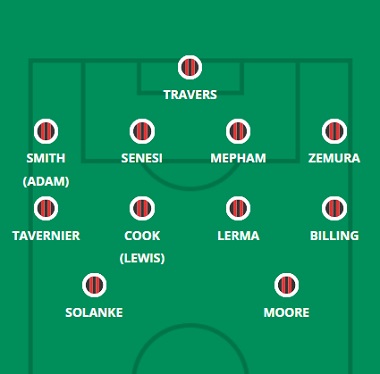 TRAVERS
SMITH
(ADAM)
SENESI
MEPHAM
ZEMURA
TAVERNIER
COOK
(LEWIS)
LERMA
BILLING
SOLANKE
MOORE